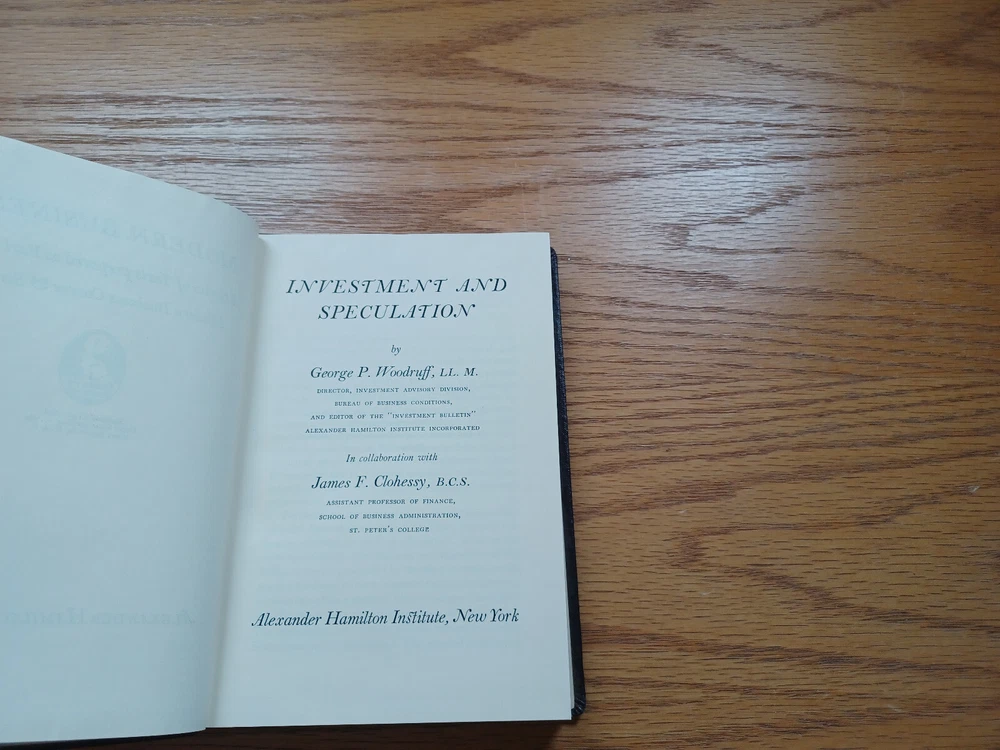 INVESTMENT AND
SPECULATION
by
George P. Woodruff, LL. M.
DIRECTOR, INVESTMENT ADVISORY DIVISION,
BUREAU OF BUSINESS CONDITIONS,
AND EDITOR OF THE "INVESTMENT BULLETIN"
ALEXANDER HAMILTON INSTITUTE INCORPORATED
In collaboration with
James F. Clohessy, B.C.S.
ASSISTANT PROFESSOR OF FINANCE,
SCHOOL OF BUSINESS ADMINISTRATION,
ST. PETER'S COLLEGE
Alexander Hamilton Institute, New York